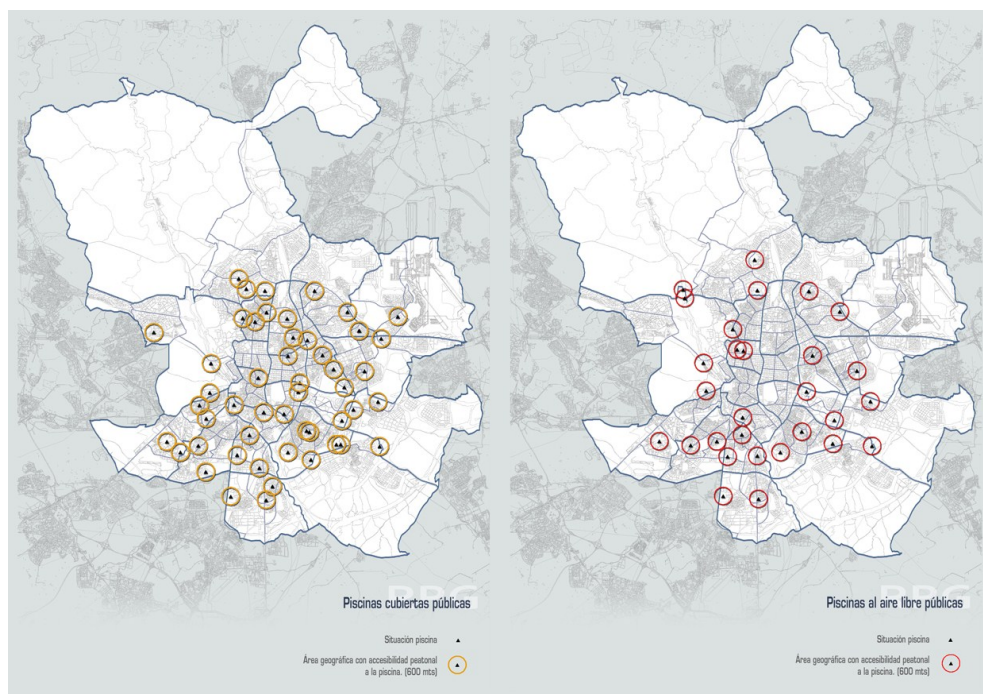 Piscinas cubiertas públicas
Situación piscina
Área geográfica con accesibilidad peatonal
a la piscina. (600 mts)
Piscinas al aire libre públicas
Situación piscina
Área geográfica con accesibilidad peatonal
a la piscina. (600 mts)